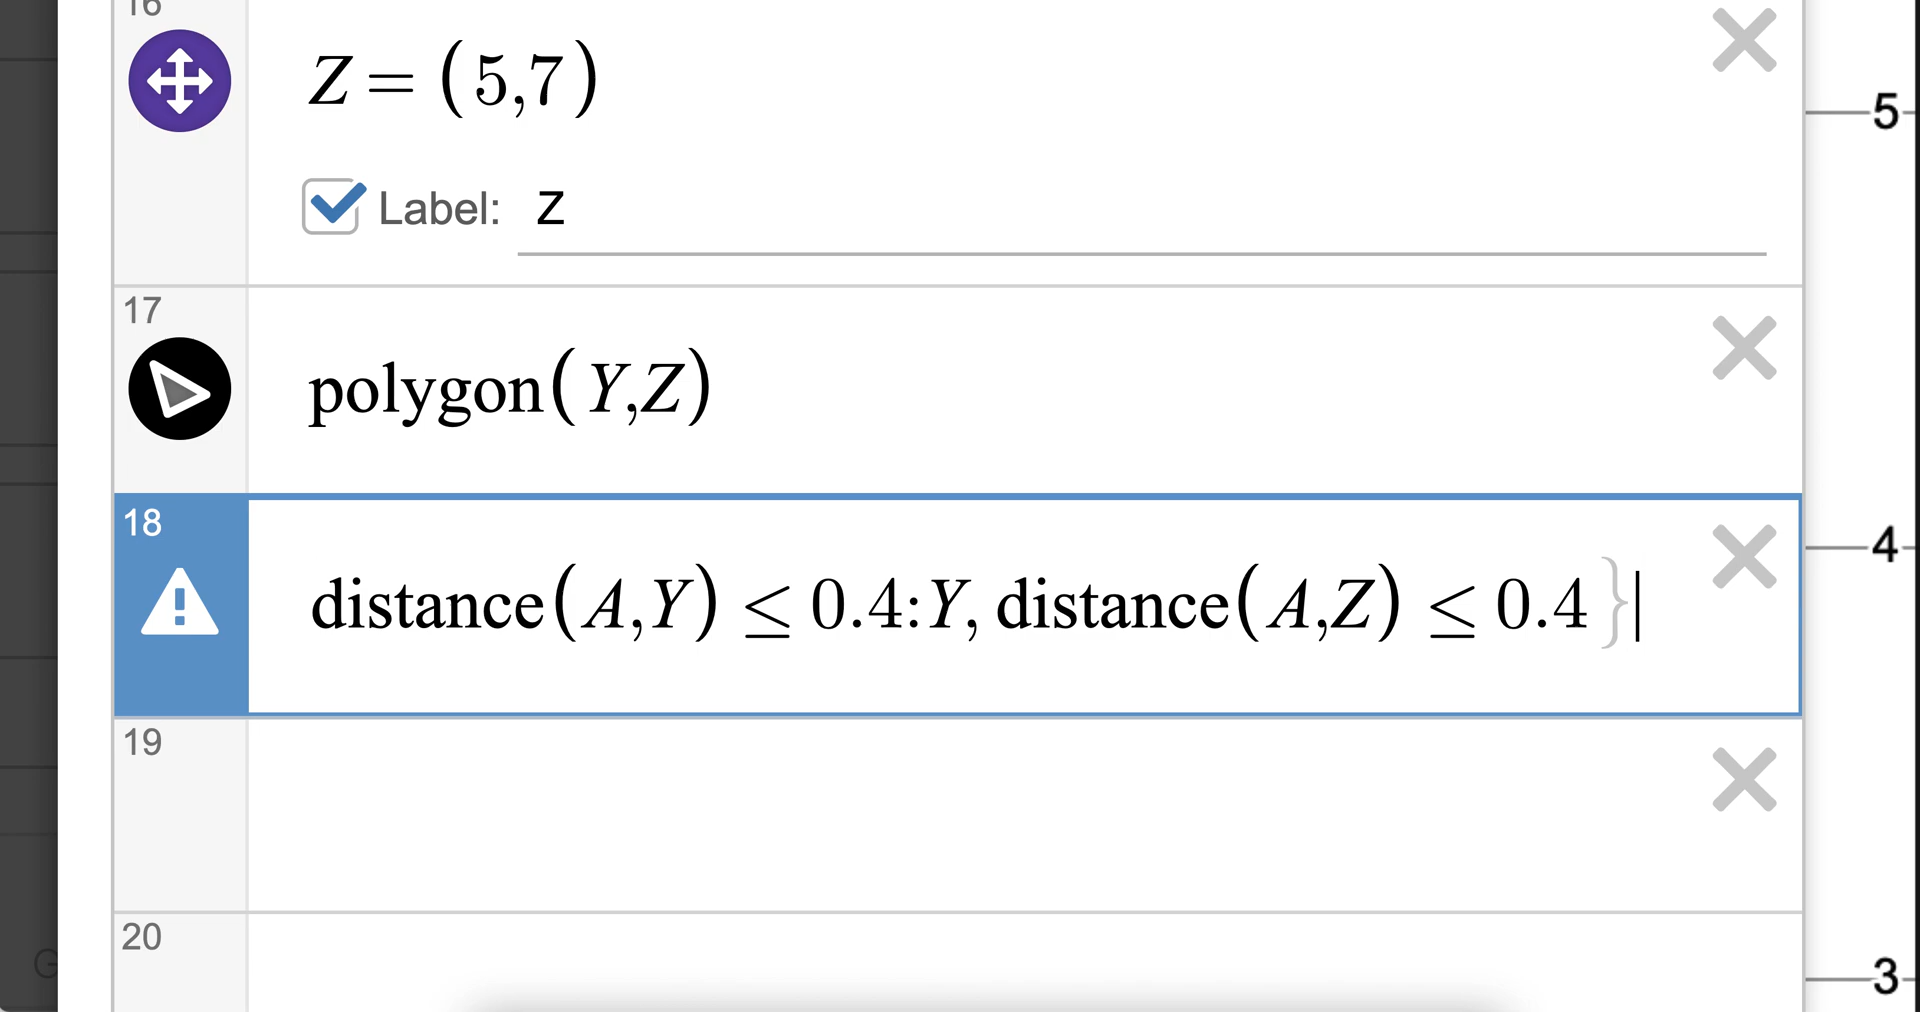 16
Z = (5,7)
Label: Z
5
17
polygon(Y,Z)
18
distance(A,Y) ≤ 0.4:Y, distance(A,Z) ≤ 0.4 }
4
19
20
G
3